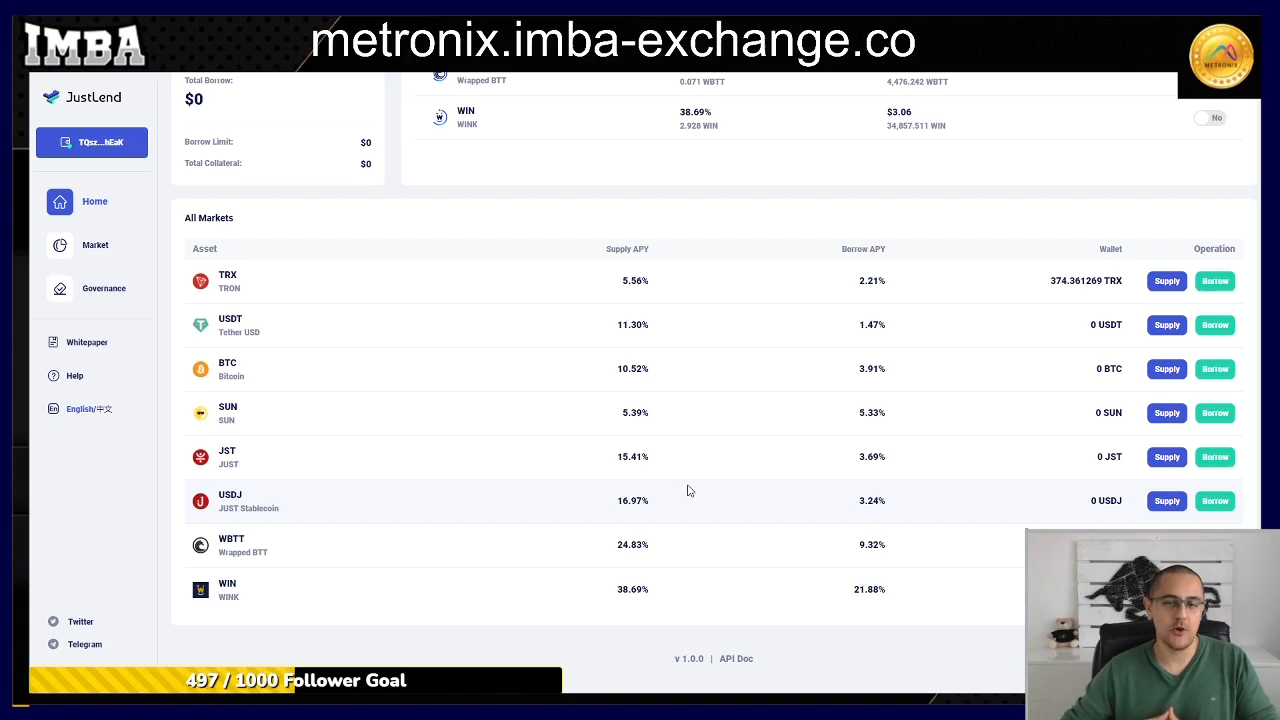 IMBA
metronix.imba-exchange.co
METRONIX
JustLend
TQsz...hEaK
Home
Market
Governance
Whitepaper
Help
En English/中文
Twitter
Telegram
Total Borrow:
$0
Borrow Limit: $0
Total Collateral: $0
Wrapped BTT 0.071 WBTT 4,476.242 WBTT
WIN 38.69% $3.06
WINK 2.928 WIN 34,857.511 WIN
No
All Markets
Asset Supply APY Borrow APY Wallet Operation
TRX
TRON
5.56% 2.21% 374.361269 TRX Supply Borrow
USDT
Tether USD
11.30% 1.47% 0 USDT Supply Borrow
BTC
Bitcoin
10.52% 3.91% 0 BTC Supply Borrow
SUN
SUN
5.39% 5.33% 0 SUN Supply Borrow
JST
JUST
15.41% 3.69% 0 JST Supply Borrow
USDJ
JUST Stablecoin
16.97% 3.24% 0 USDJ Supply Borrow
WBTT
Wrapped BTT
24.83% 9.32%
WIN
WINK
38.69% 21.88%
v 1.0.0 | API Doc
497 / 1000 Follower Goal